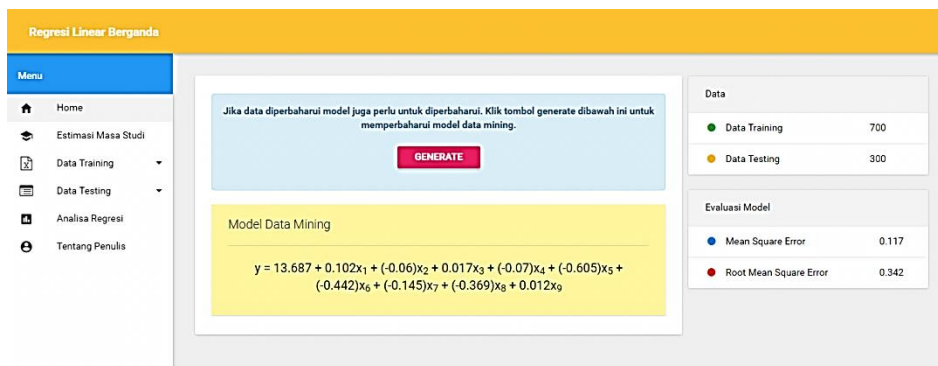 Regresi Linear Berganda
Menu
Home
Estimasi Masa Studi
Data Training
Data Testing
Analisa Regresi
Tentang Penulis
Jika data diperbaharui model juga perlu untuk diperbaharui. Klik tombol generate dibawah ini untuk
memperbaharui model data mining.
GENERATE
Model Data Mining
y = 13.687 + 0.102x₁ + (-0.06)x₂ + 0.017x₃ + (-0.07)x₄ + (-0.605)x₅ +
(-0.442)x₆ + (-0.145)x₇ + (-0.369)x₈ + 0.012x₉
Data
Data Training 700
Data Testing 300
Evaluasi Model
Mean Square Error 0.117
Root Mean Square Error 0.342